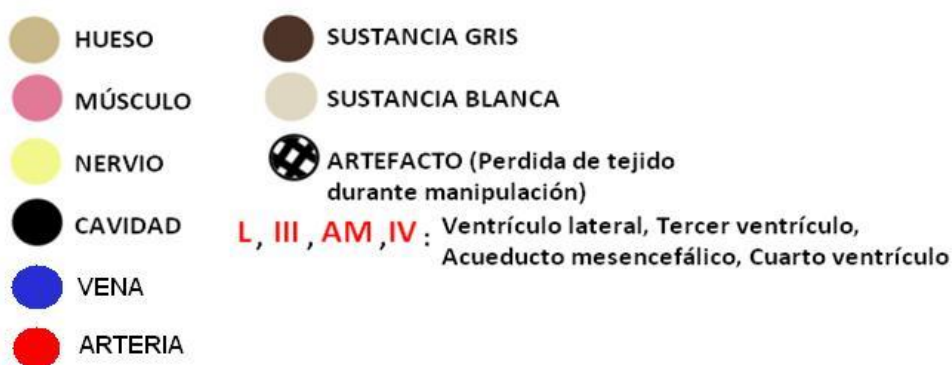 HUESO
MÚSCULO
NERVIO
CAVIDAD
VENA
ARTERIA
SUSTANCIA GRIS
SUSTANCIA BLANCA
ARTEFACTO (Perdida de tejido
durante manipulación)
L, III, AM, IV: Ventrículo lateral, Tercer ventrículo,
Acueducto mesencefálico, Cuarto ventrículo